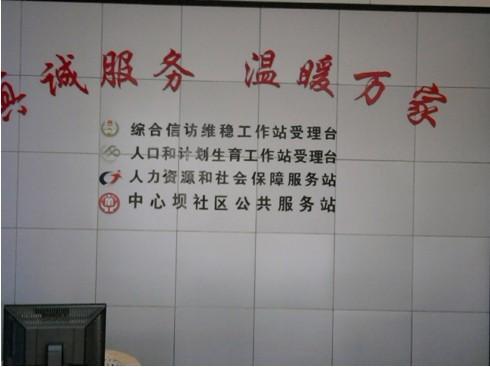 真诚服务 温暖万家
综合信访维稳工作站受理台
人口和计划生育工作站受理台
人力资源和社会保障服务站
中心坝社区公共服务站